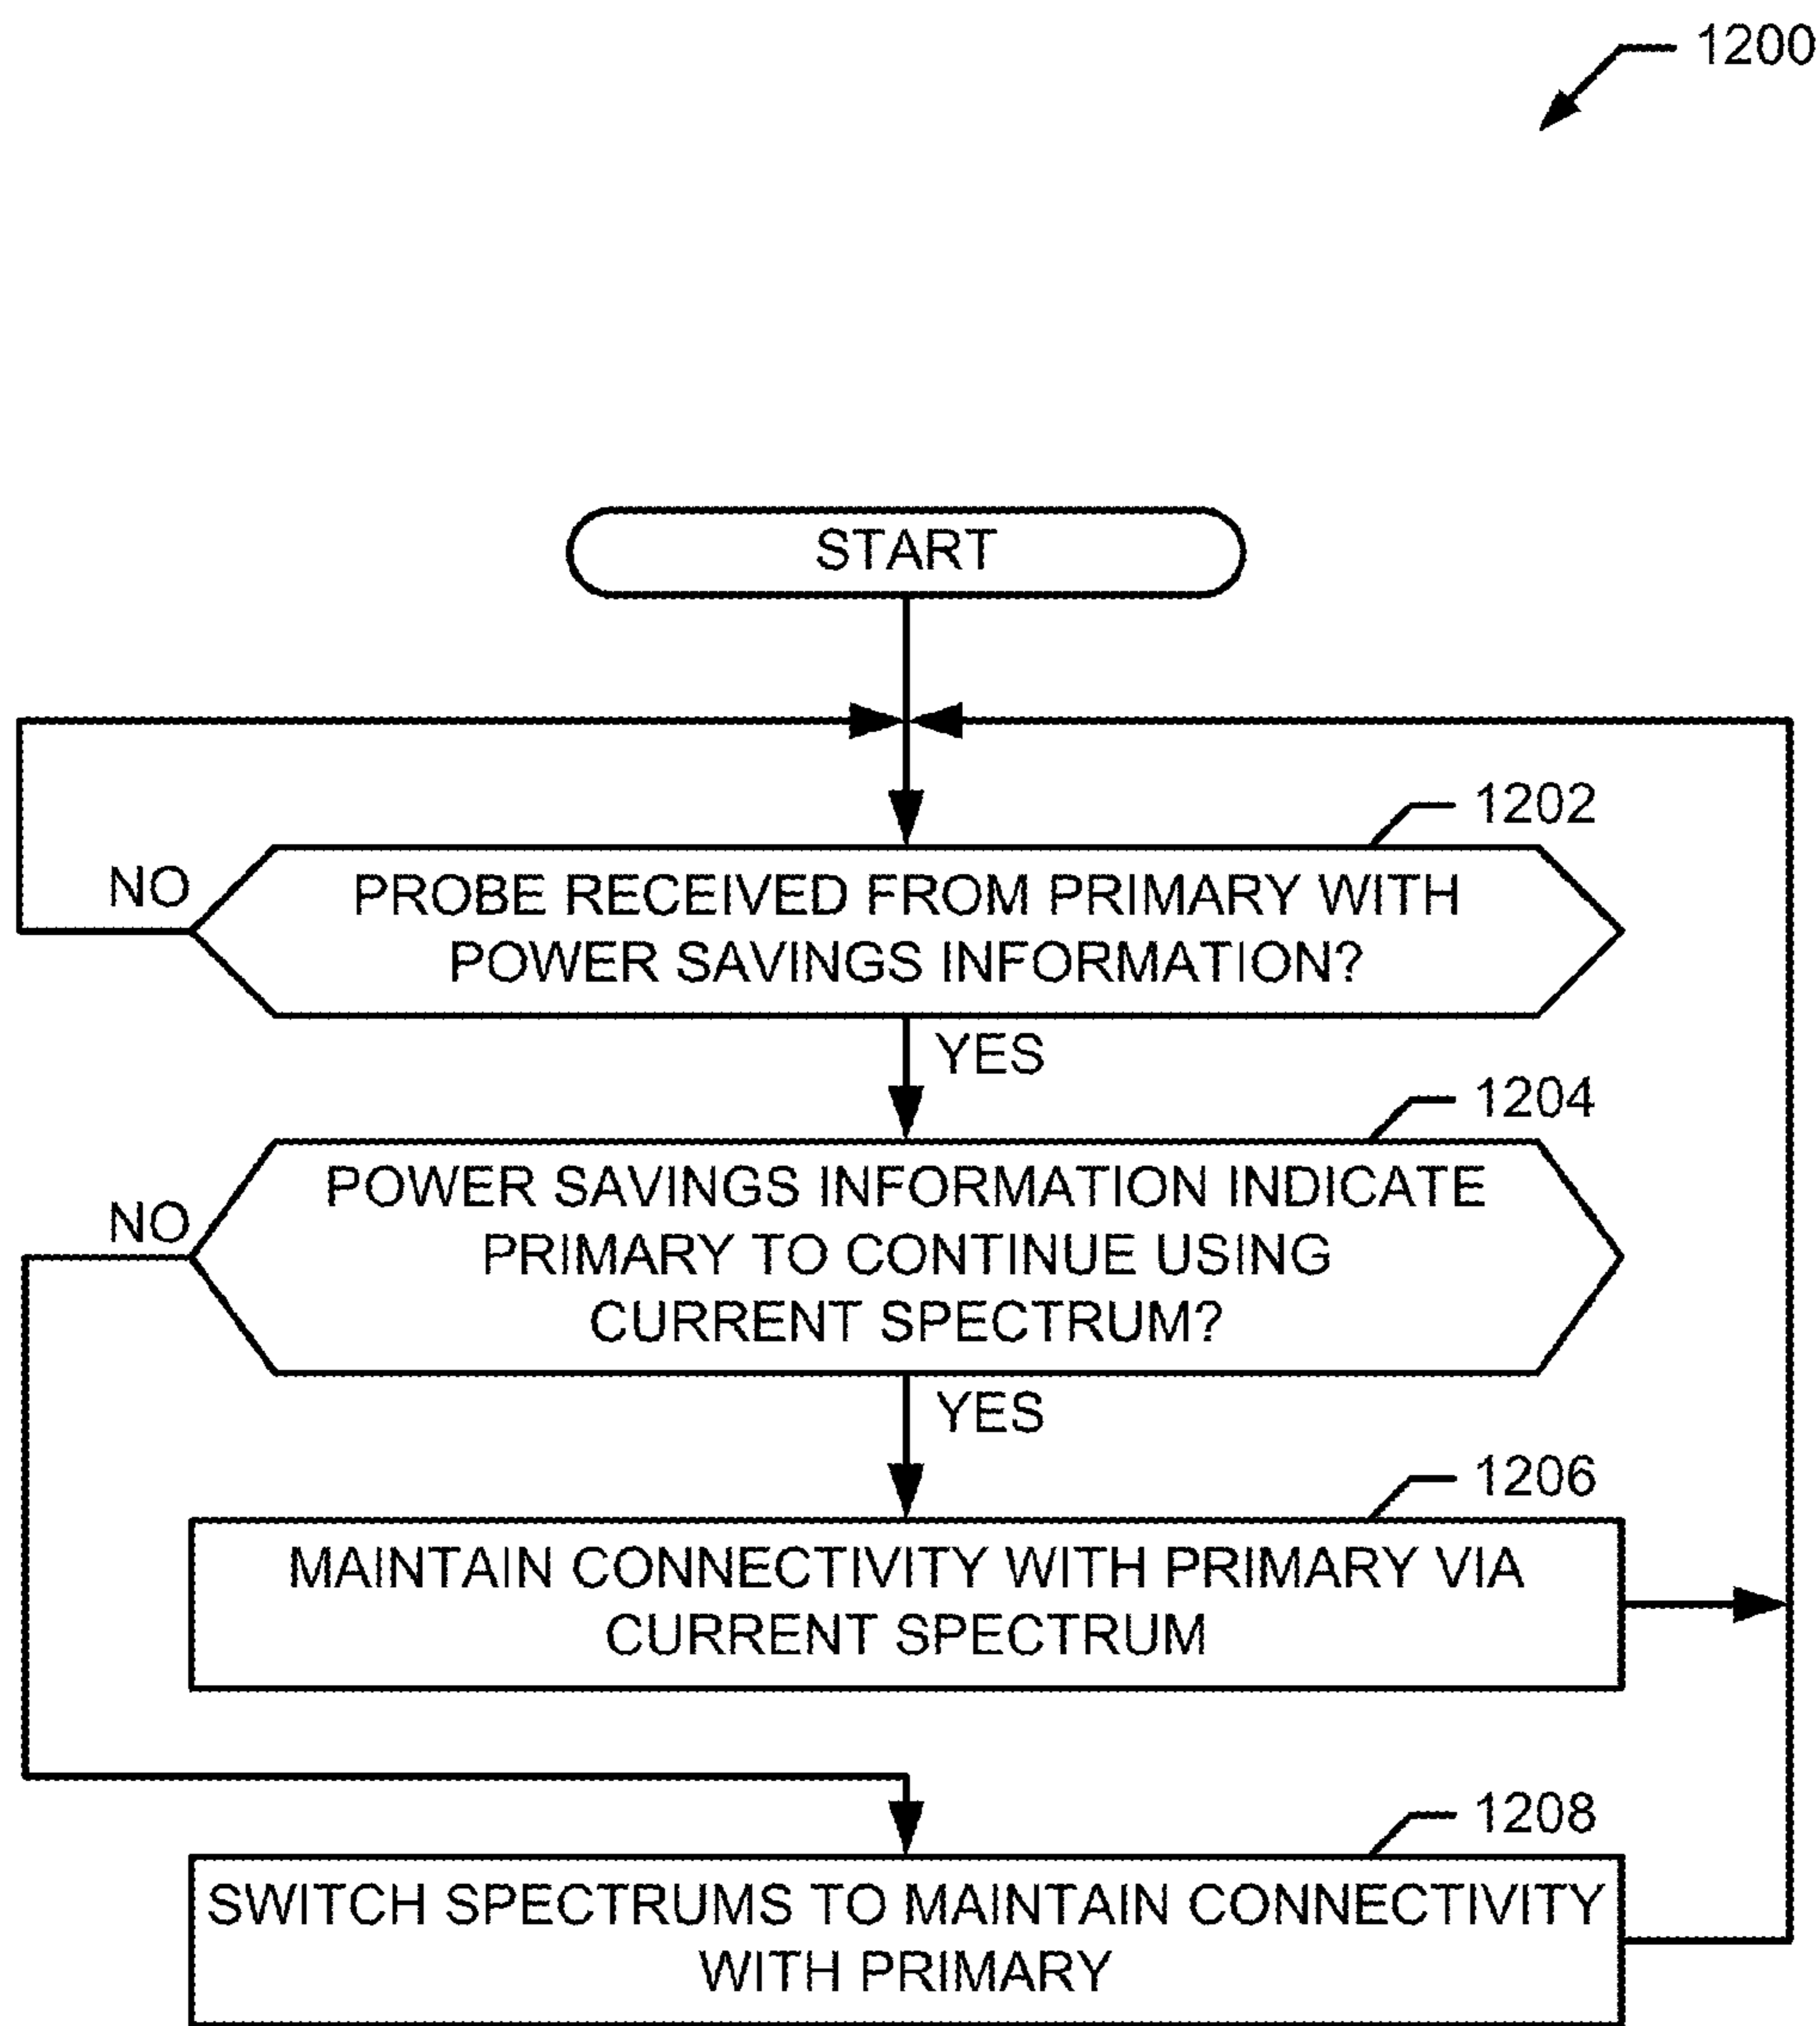 1200
START
1202
NO
PROBE RECEIVED FROM PRIMARY WITH
POWER SAVINGS INFORMATION?
YES
1204
NO
POWER SAVINGS INFORMATION INDICATE
PRIMARY TO CONTINUE USING
CURRENT SPECTRUM?
YES
1206
MAINTAIN CONNECTIVITY WITH PRIMARY VIA
CURRENT SPECTRUM
1208
SWITCH SPECTRUMS TO MAINTAIN CONNECTIVITY
WITH PRIMARY